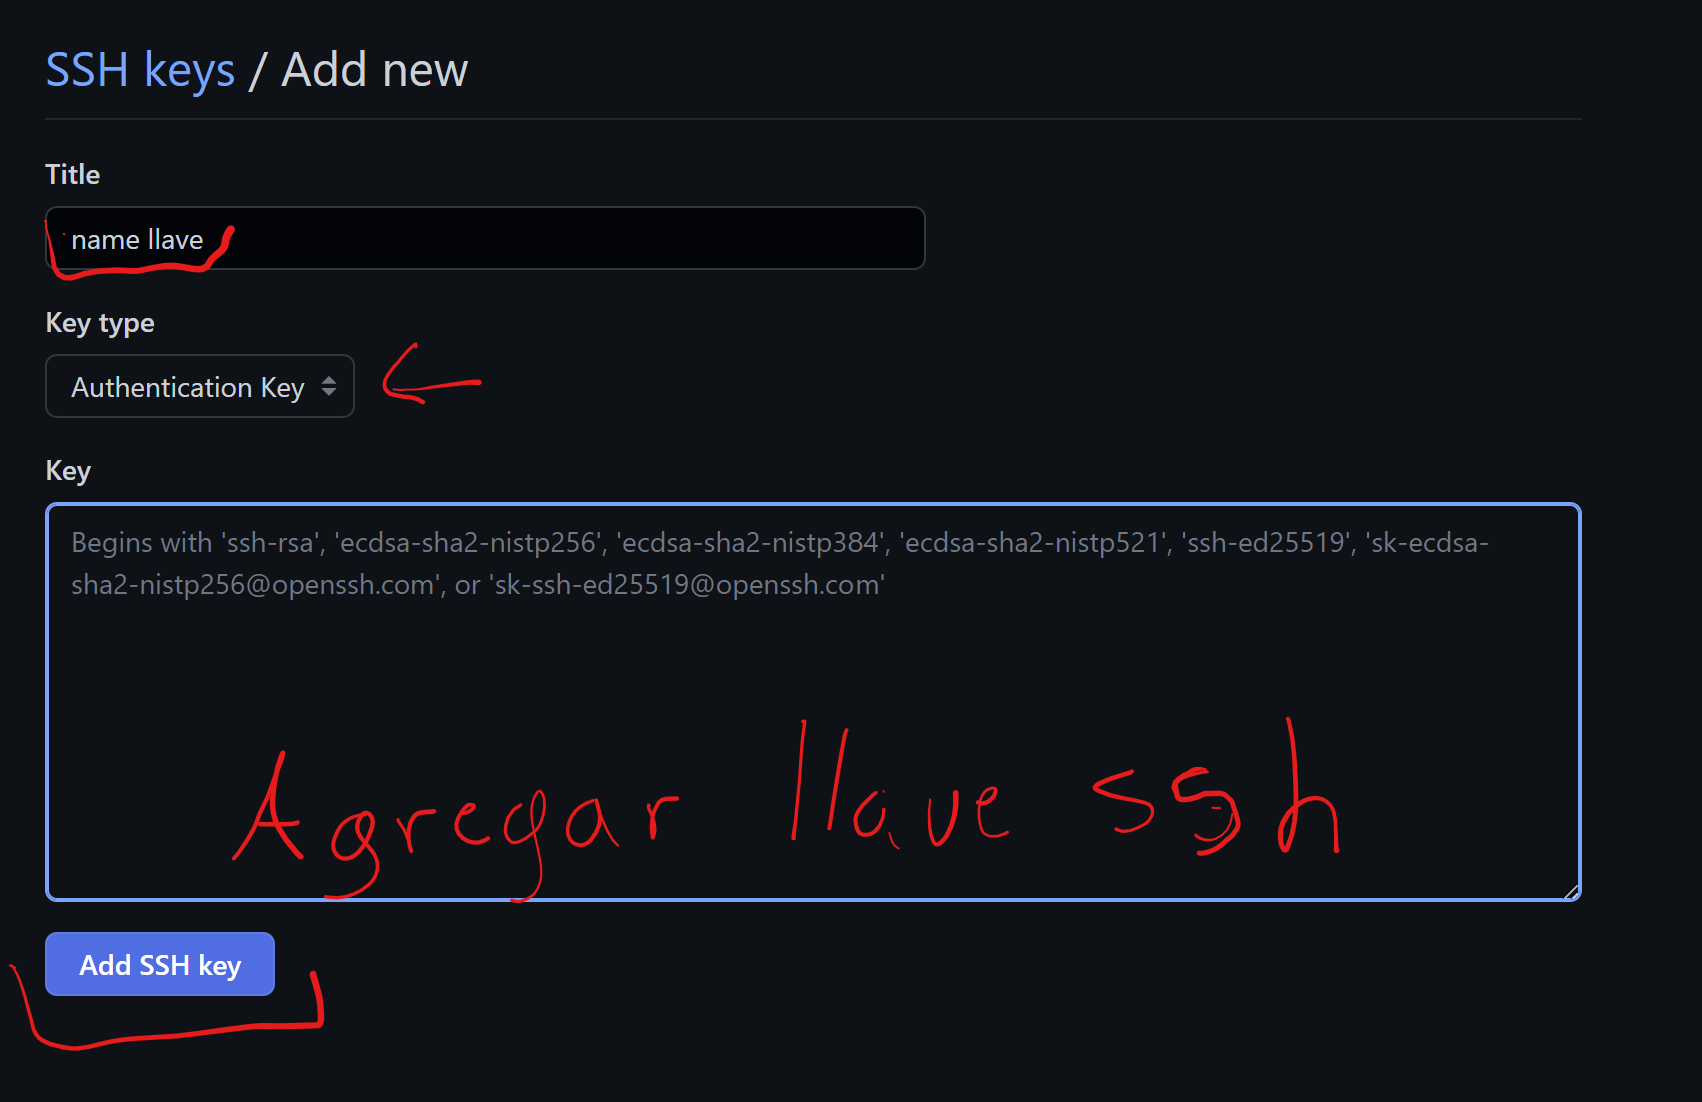 SSH keys / Add new
Title
name llave
Key type
Authentication Key
Key
Begins with 'ssh-rsa', 'ecdsa-sha2-nistp256', 'ecdsa-sha2-nistp384', 'ecdsa-sha2-nistp521', 'ssh-ed25519', 'sk-ecdsa-
sha2-nistp256@openssh.com', or 'sk-ssh-ed25519@openssh.com'
Agregar llave ssh
Add SSH key